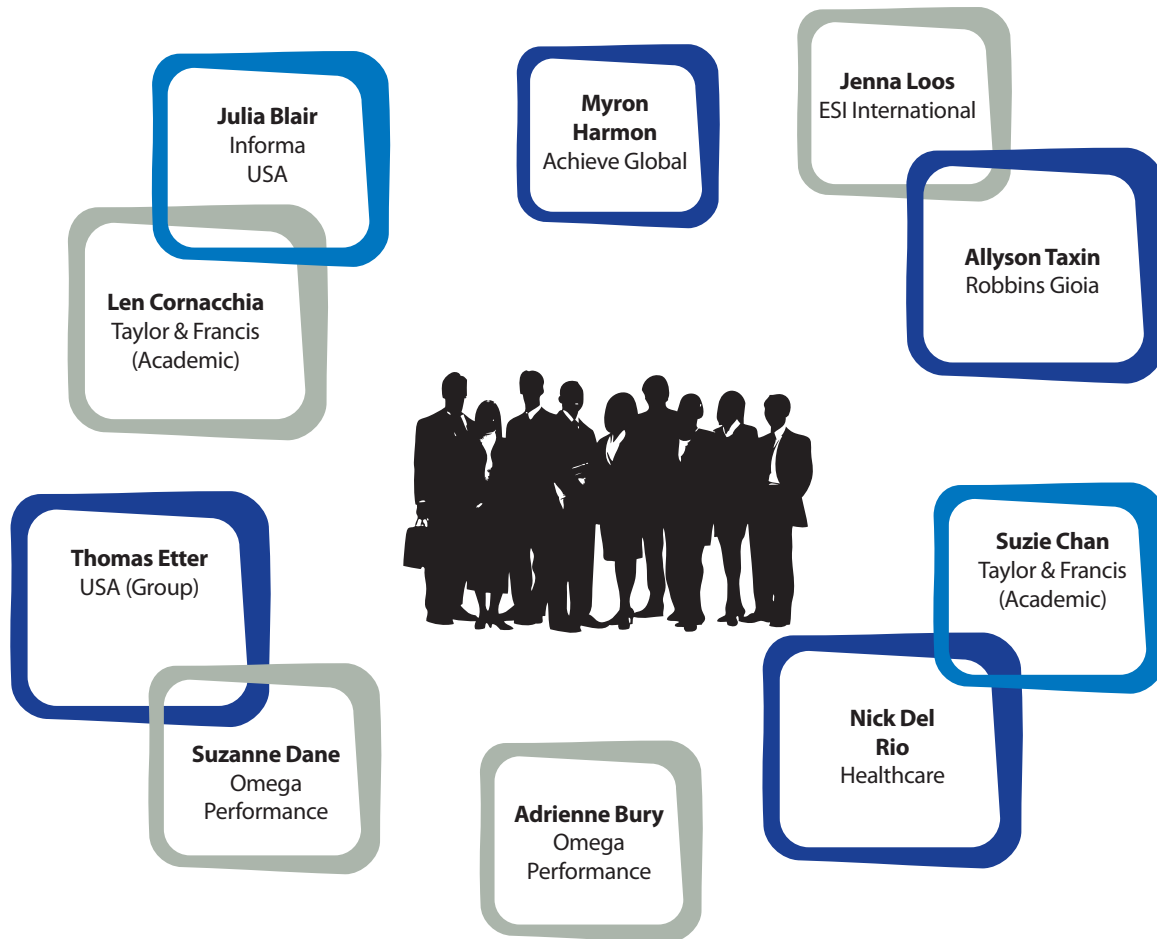 Julia Blair
Informa
USA
Myron
Harmon
Achieve Global
Jenna Loos
ESI International
Allyson Taxin
Robbins Gioia
Len Cornacchia
Taylor & Francis
(Academic)
Thomas Etter
USA (Group)
Suzie Chan
Taylor & Francis
(Academic)
Suzanne Dane
Omega
Performance
Adrienne Bury
Omega
Performance
Nick Del
Rio
Healthcare